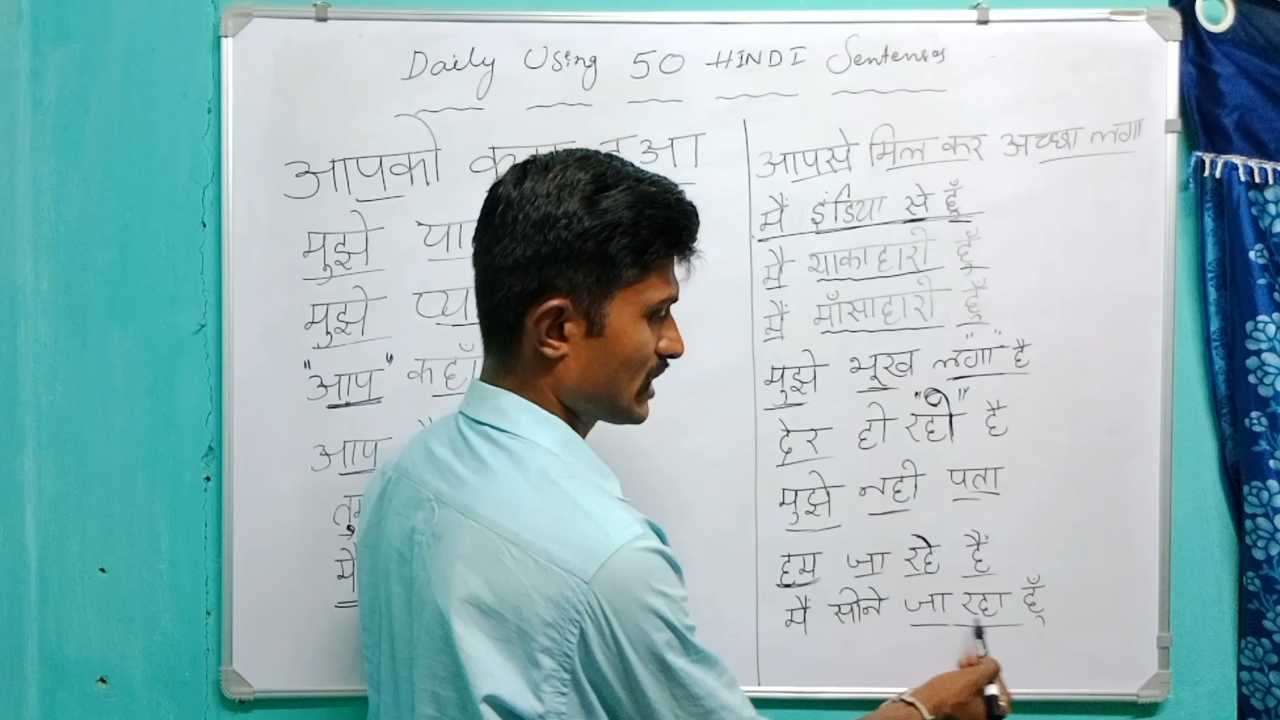 Daily Using 50 HINDI Sentenses
आपको
मुझे
मुझे
"आप" कहाँ
आप
आपसे मिल कर अच्छा लगा
मैं इंडिया से हूँ
मैं याकाहारी हूँ
मैं माँसाहारी हूँ
मुझे भूख लगी है
देर हो रही है
मुझे नही पता
हम जा रहे हैं
मैं सोने जा रहा हूँ